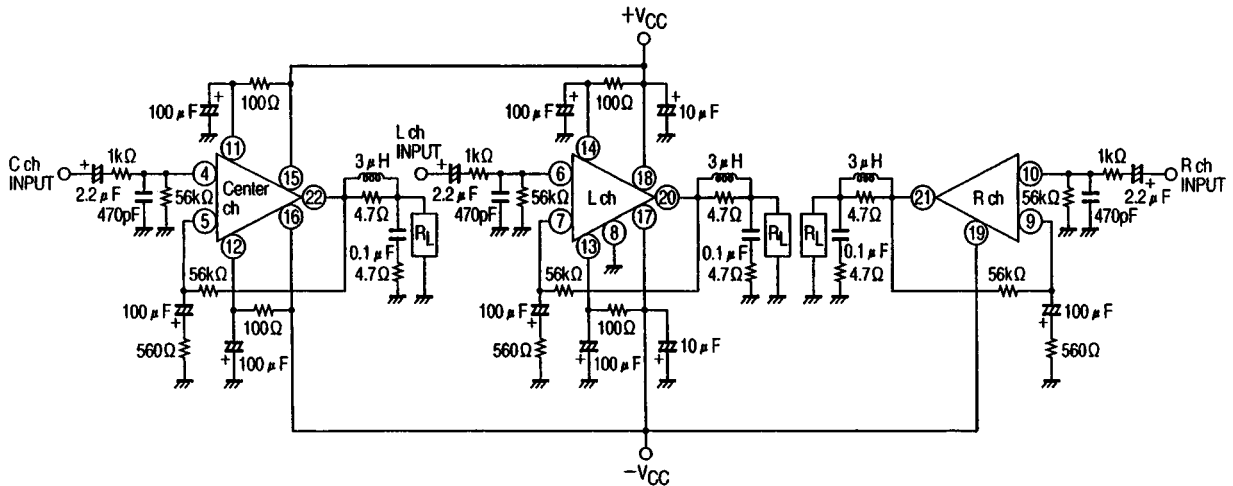 +VCC
100μF
+
100Ω
100μF
+
100Ω
+
10μF
C ch
INPUT
+
2.2μF
1kΩ
470pF
56kΩ
11
4
5
Center
ch
15
16
12
22
3μH
4.7Ω
0.1μF
4.7Ω
RL
56kΩ
100μF
+
560Ω
100Ω
+
100μF
L ch
INPUT
+
2.2μF
1kΩ
470pF
56kΩ
14
6
7
L ch
18
17
8
13
20
3μH
4.7Ω
0.1μF
4.7Ω
RL
56kΩ
100μF
+
560Ω
100Ω
+
100μF
+
10μF
RL
3μH
4.7Ω
0.1μF
4.7Ω
21
R ch
10
9
19
56kΩ
1kΩ
470pF
2.2μF
+
R ch
INPUT
56kΩ
100μF
+
560Ω
−VCC